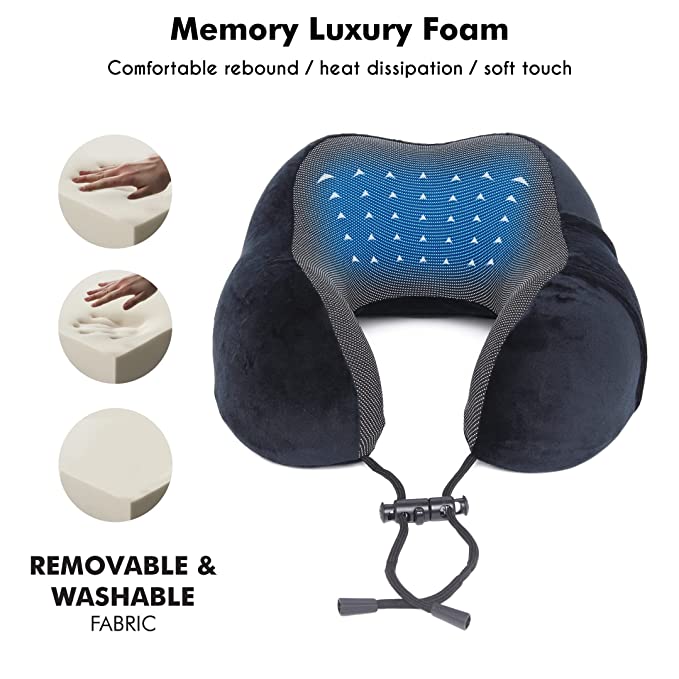 Memory Luxury Foam
Comfortable rebound / heat dissipation / soft touch
REMOVABLE &
WASHABLE
FABRIC